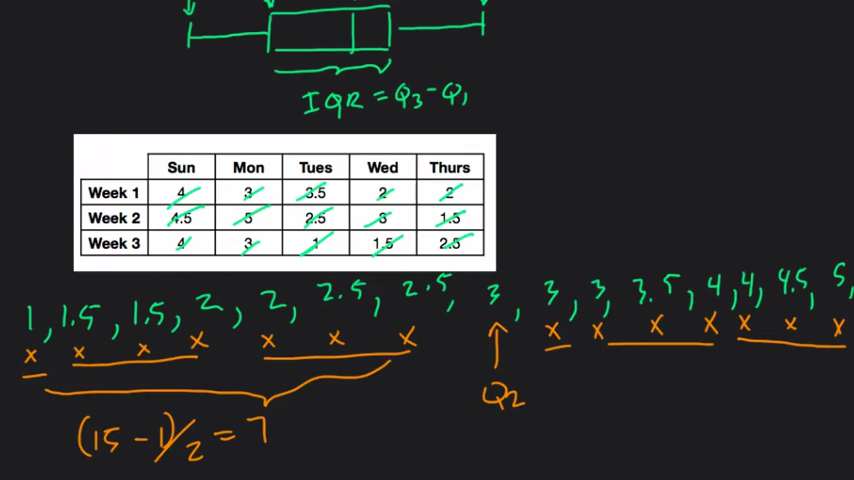 IQR = Q₃ - Q₁
Sun Mon Tues Wed Thurs
Week 1 4 3 3.5 2 2
Week 2 4.5 5 2.5 3 1.5
Week 3 4 3 1 1.5 2.5
1, 1.5, 1.5, 2, 2, 2.5, 2.5, 3, 3, 3, 3.5, 4, 4, 4.5, 5,
x x x x x x x x x x x x x x
Q₂
(15 - 1)/2 = 7